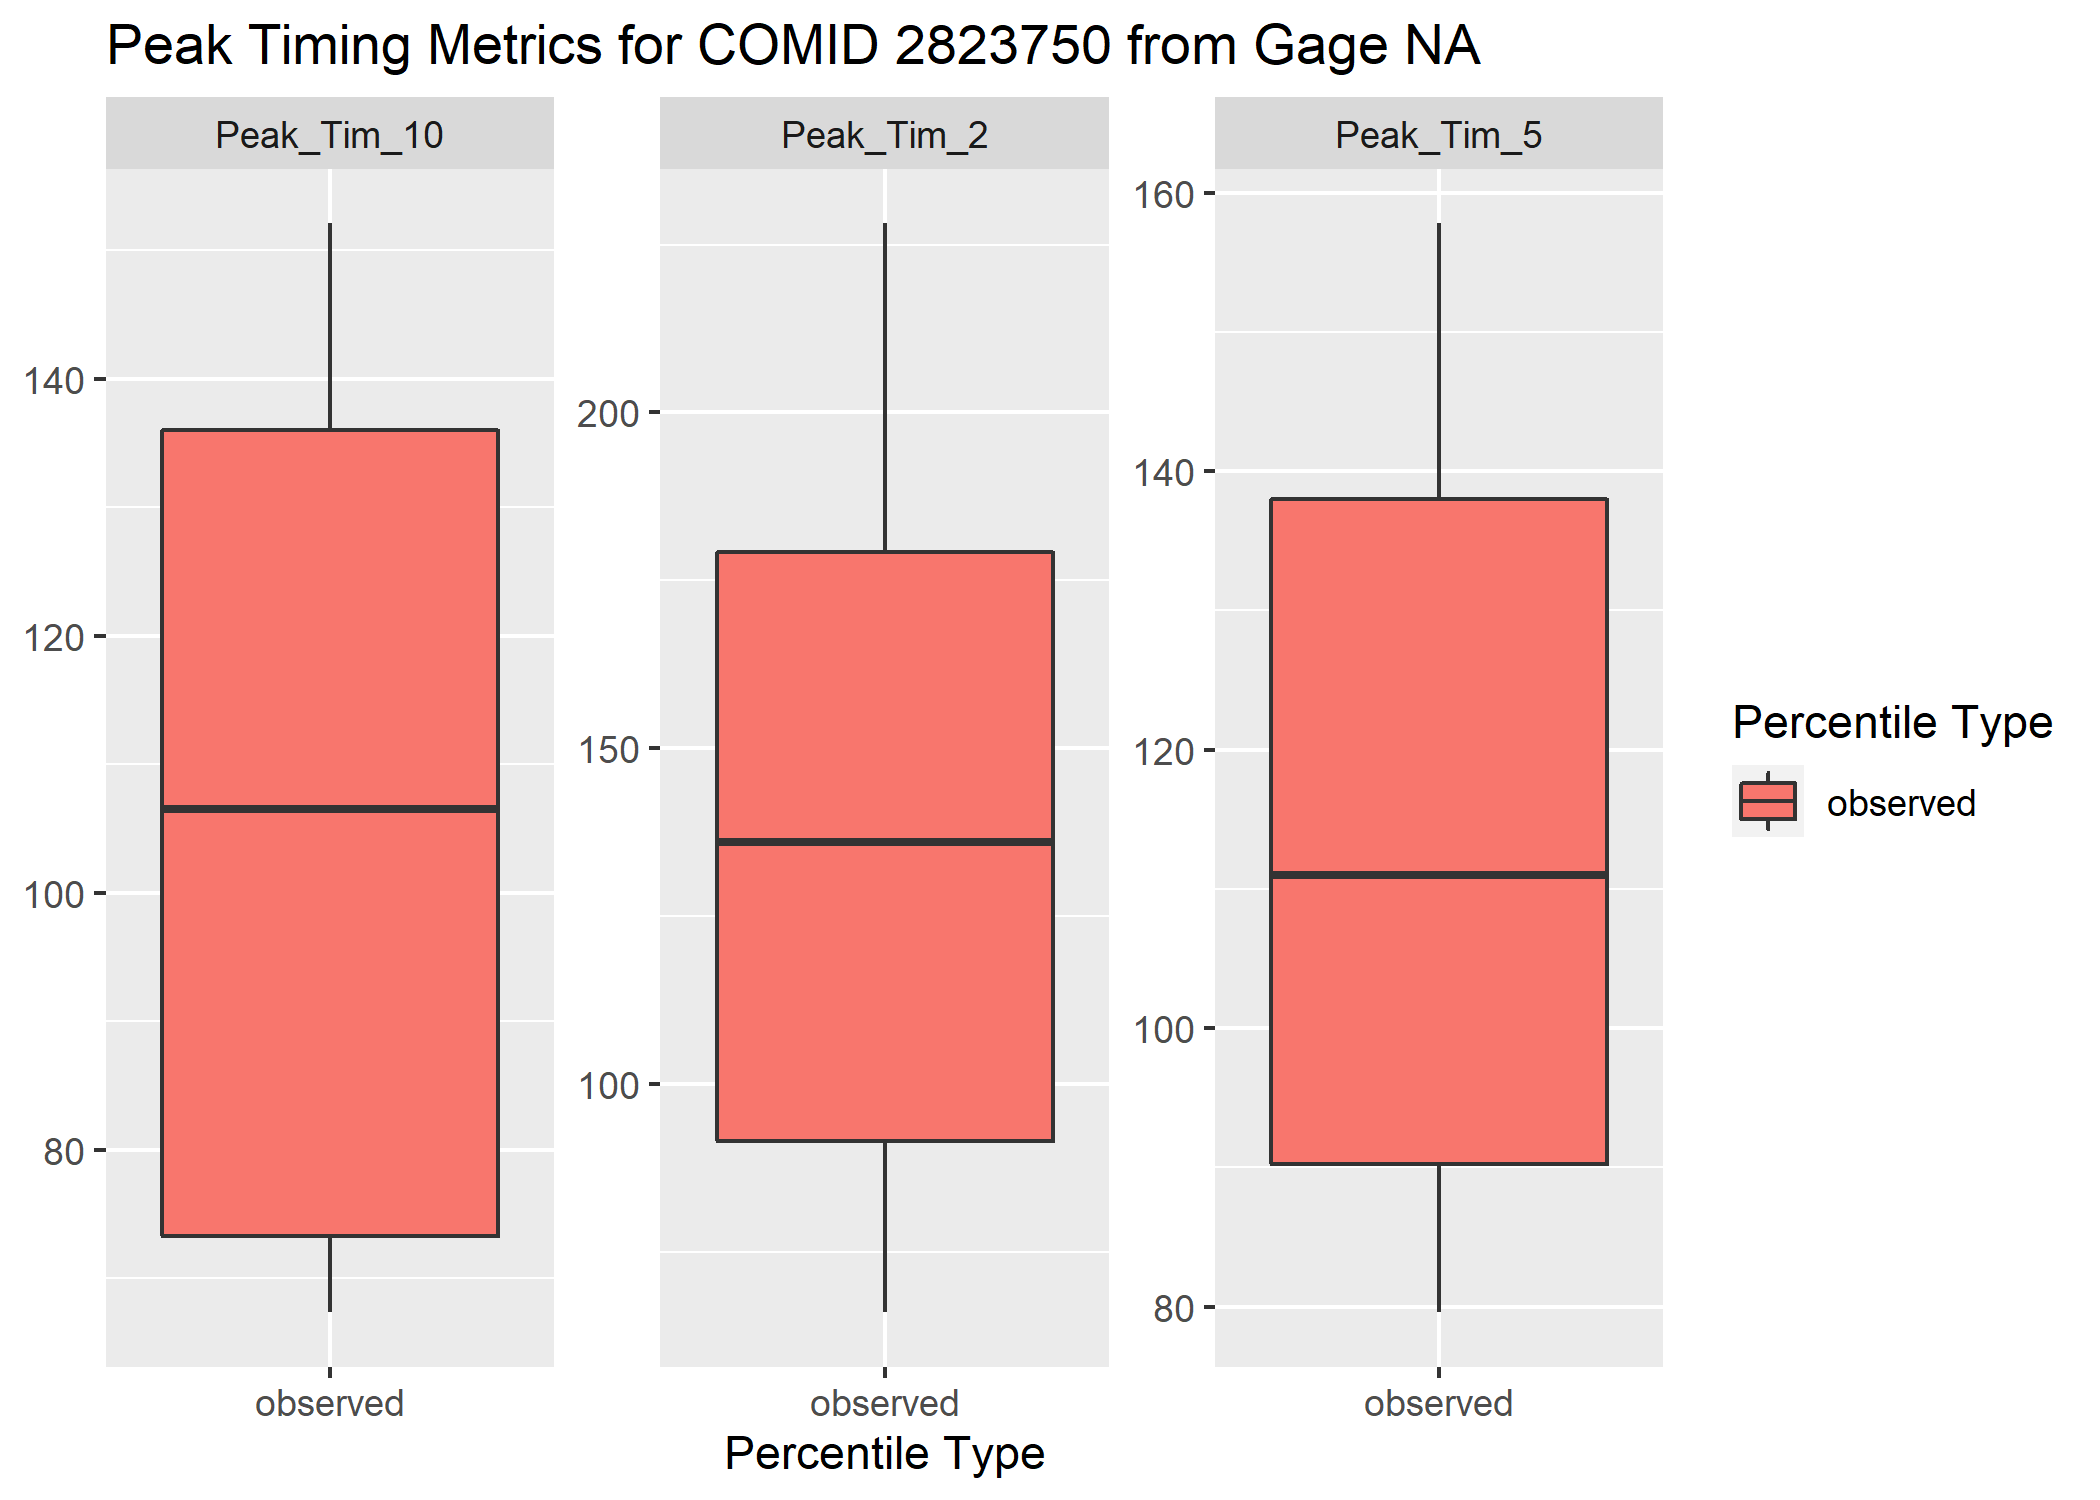 Peak Timing Metrics for COMID 2823750 from Gage NA
Peak_Tim_10
Peak_Tim_2
Peak_Tim_5
140
120
100
80
200
150
100
160
140
120
100
80
observed
observed
observed
Percentile Type
Percentile Type
observed